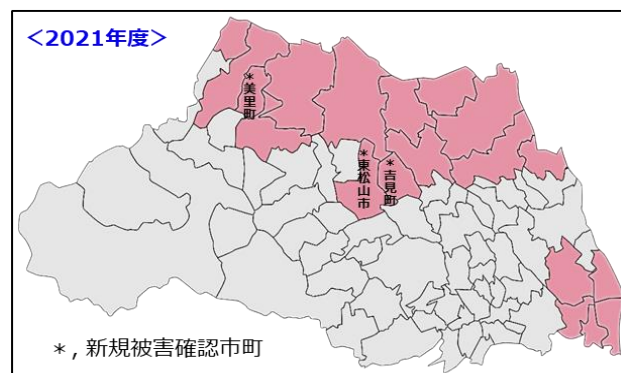 <2021年度>
*美里町
*東松山市
*吉見町
*, 新規被害確認市町